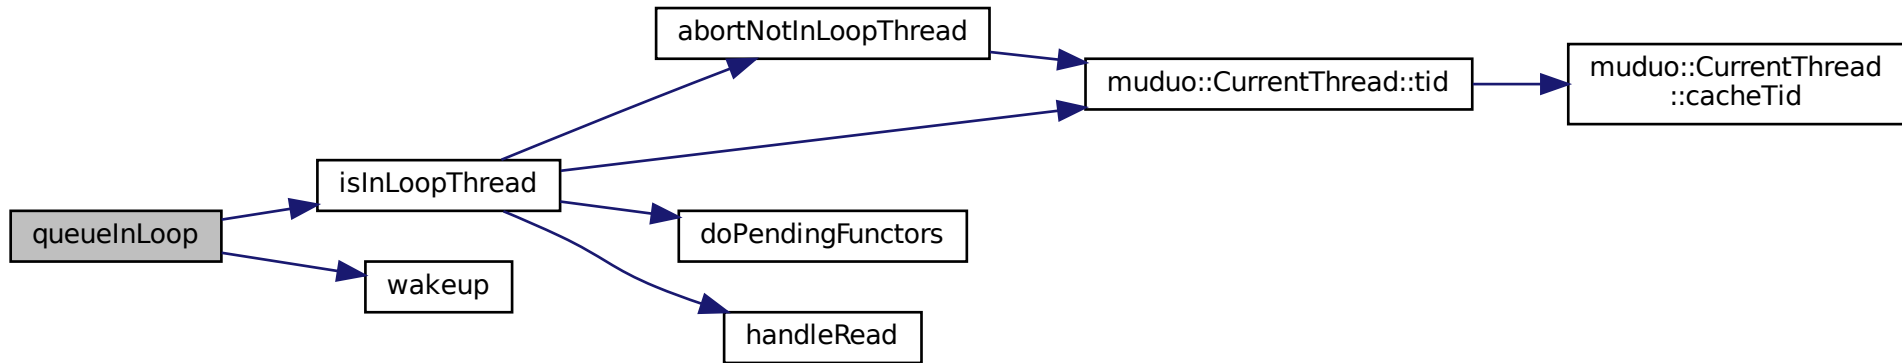 abortNotInLoopThread
muduo::CurrentThread::tid
muduo::CurrentThread
::cacheTid
isInLoopThread
queueInLoop
doPendingFunctors
wakeup
handleRead